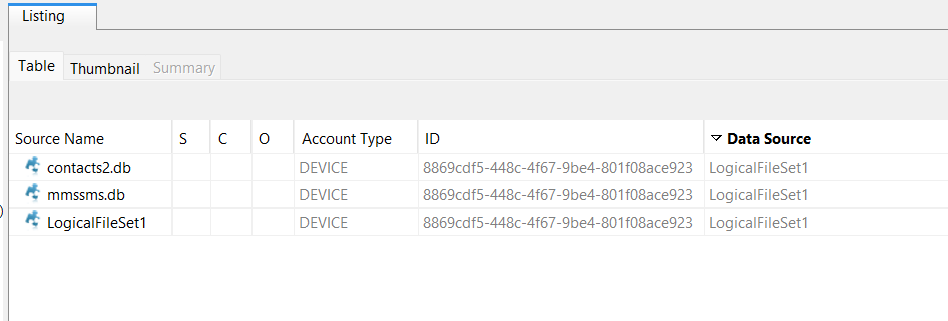 Listing
Table Thumbnail Summary
Source Name S C O Account Type ID Data Source
contacts2.db DEVICE 8869cdf5-448c-4f67-9be4-801f08ace923 LogicalFileSet1
mmssms.db DEVICE 8869cdf5-448c-4f67-9be4-801f08ace923 LogicalFileSet1
)
LogicalFileSet1 DEVICE 8869cdf5-448c-4f67-9be4-801f08ace923 LogicalFileSet1